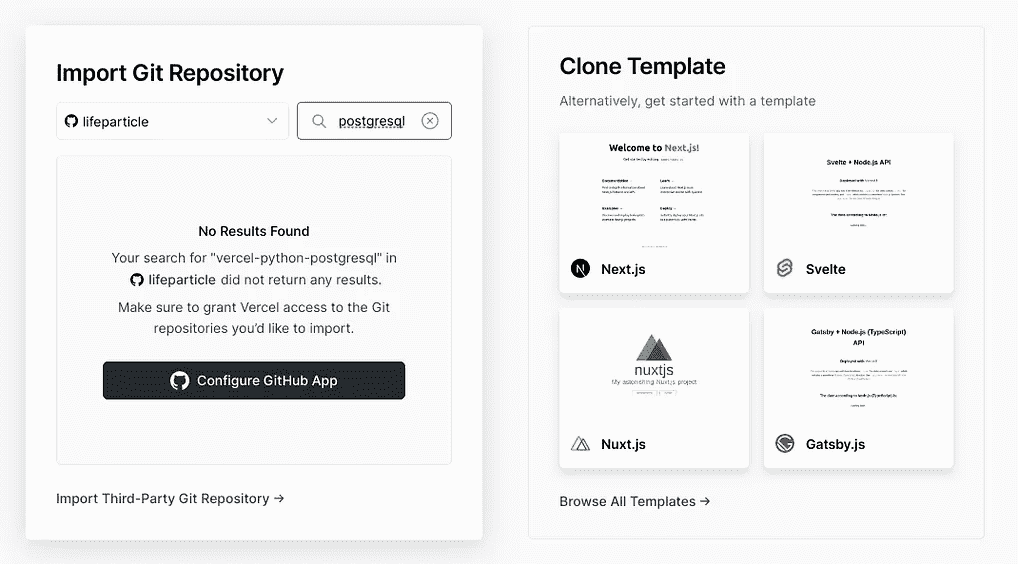 Import Git Repository
lifeparticle
postgresql
No Results Found
Your search for "vercel-python-postgresql" in
lifeparticle did not return any results.
Make sure to grant Vercel access to the Git
repositories you'd like to import.
Configure GitHub App
Import Third-Party Git Repository →
Clone Template
Alternatively, get started with a template
Welcome to Next.js!
Documentation →
Learn →
Examples →
Deploy →
Next.js
Svelte + Node.js API
Svelte
nuxtjs
My astonishing Nuxt.js project
Nuxt.js
Gatsby + Node.js (TypeScript)
API
Gatsby.js
Browse All Templates →